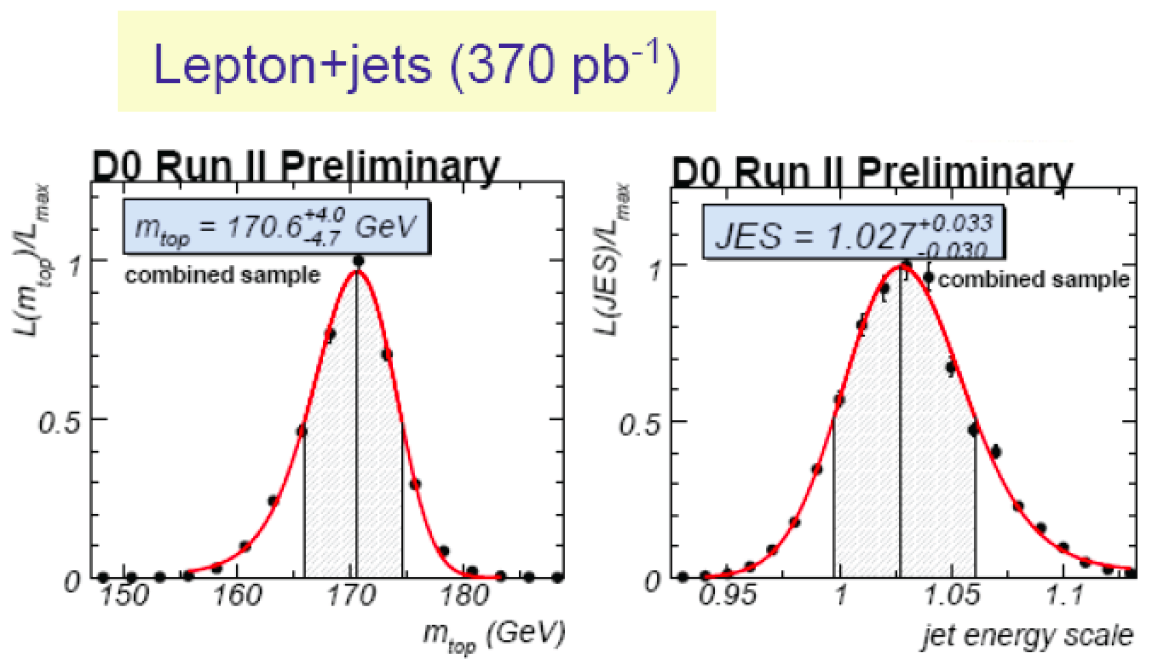 Lepton+jets (370 pb-1)
D0 Run II Preliminary
L(mtop)/Lmax
mtop = 170.6+4.0-4.7 GeV
combined sample
1
0.5
0
150 160 170 180
mtop (GeV)
D0 Run II Preliminary
L(JES)/Lmax
JES = 1.027+0.033-0.030
combined sample
1
0.5
0
0.95 1 1.05 1.1
jet energy scale